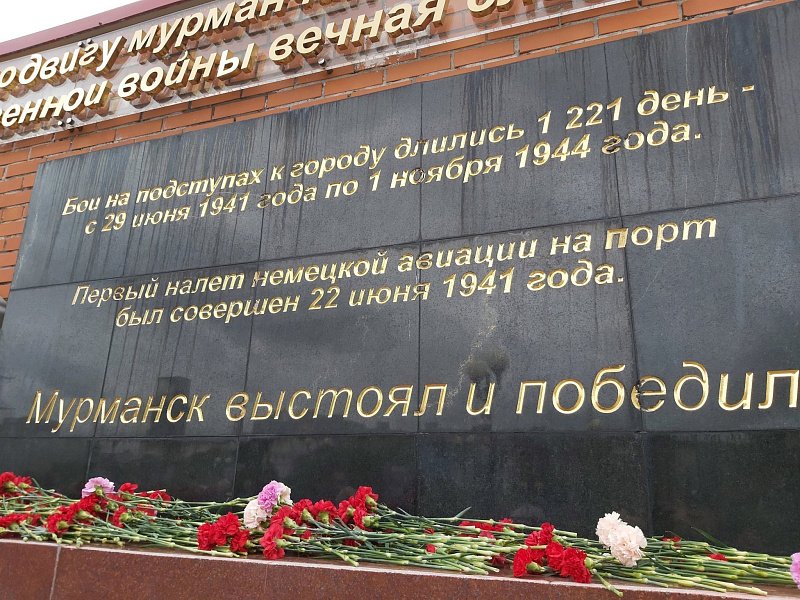 двигу мурман
енной войны вечная
Бои на подступах к городу длились 1 221 день -
с 29 июня 1941 года по 1 ноября 1944 года.
Первый налет немецкой авиации на порт
был совершен 22 июня 1941 года.
Мурманск выстоял и победил